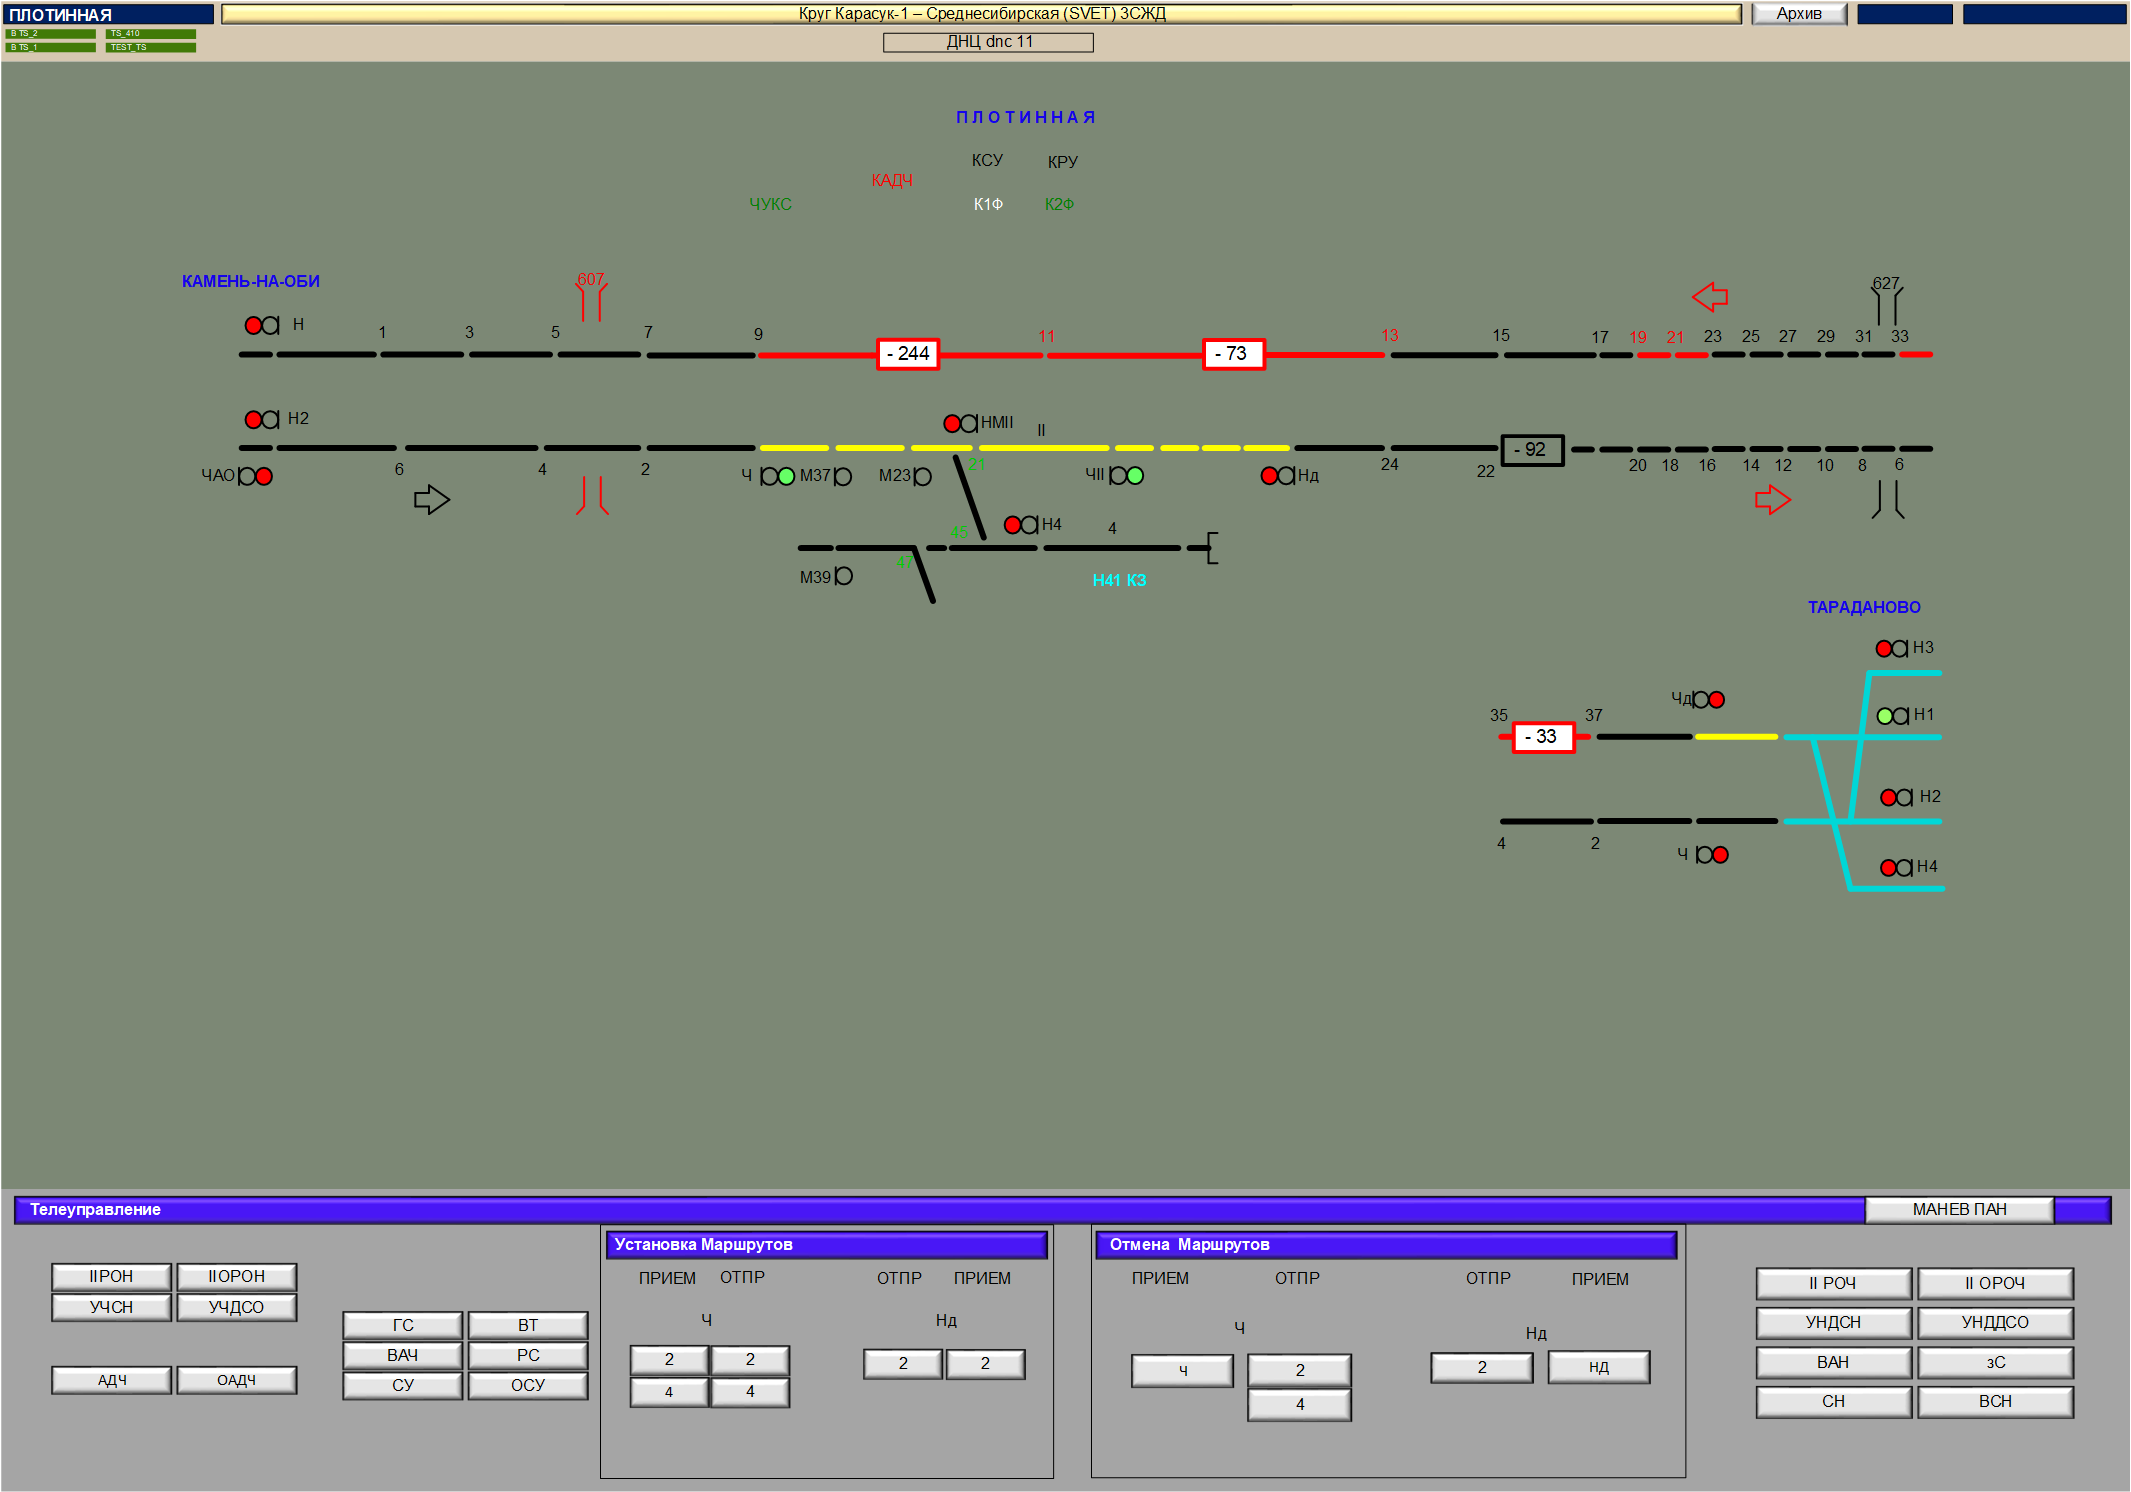 ПЛОТИННАЯ
Круг Карасук-1 – Среднесибирская (SVET) ЗСЖД
Архив
В TS_2
TS_410
В TS_1
TEST_TS
ДНЦ dnc 11
ПЛОТИННАЯ
КСУ
КРУ
КАДЧ
ЧУКС
К1Ф
К2Ф
КАМЕНЬ-НА-ОБИ
607
627
Н
1
3
5
7
9
11
13
15
17
19
21
23
25
27
29
31
33
- 244
- 73
Н2
НМII
II
6
4
2
21
24
22
- 92
20
18
16
14
12
10
8
6
ЧАО
Ч
М37
М23
ЧII
Нд
45
Н4
4
47
М39
Н41 КЗ
ТАРАДАНОВО
Н3
Чд
35
37
Н1
- 33
Н2
4
2
Ч
Н4
Телеуправление
МАНЕВ ПАН
Установка Маршрутов
Отмена Маршрутов
IIРОН
IIОРОН
УЧСН
УЧДСО
АДЧ
ОАДЧ
ГС
ВТ
ВАЧ
РС
СУ
ОСУ
ПРИЕМ
ОТПР
ОТПР
ПРИЕМ
Ч
Нд
2
2
2
2
4
4
ПРИЕМ
ОТПР
ОТПР
ПРИЕМ
Ч
Нд
Ч
2
2
НД
4
II РОЧ
II ОРОЧ
УНДСН
УНДДСО
ВАН
зС
СН
ВСН